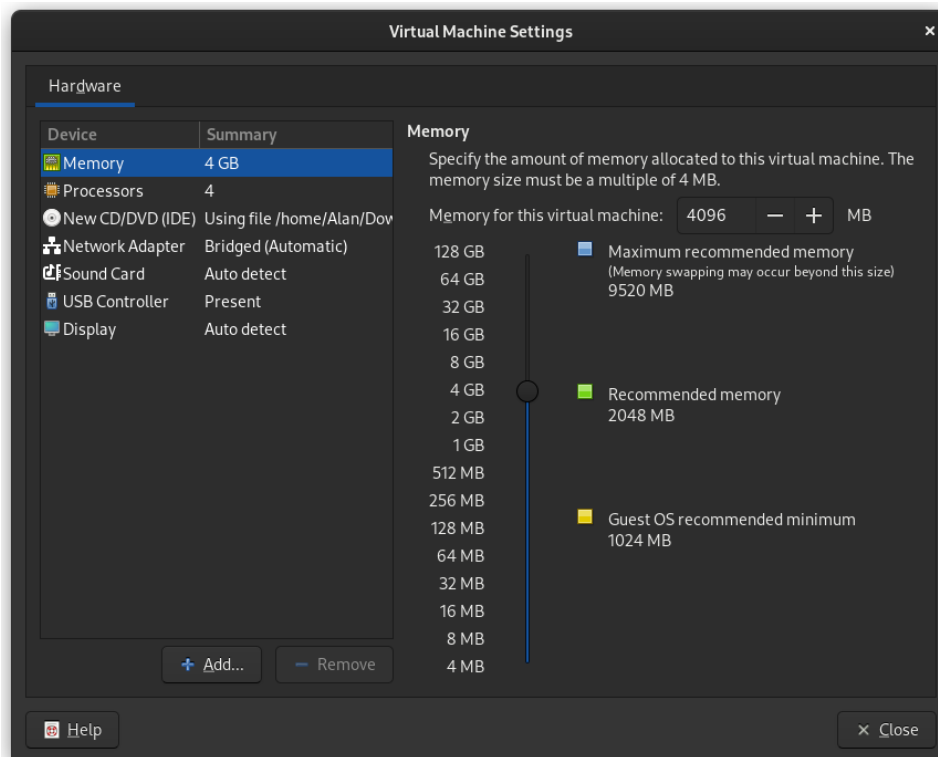 Virtual Machine Settings
Hardware
Device Summary
Memory 4 GB
Processors 4
New CD/DVD (IDE) Using file /home/Alan/Dow
Network Adapter Bridged (Automatic)
Sound Card Auto detect
USB Controller Present
Display Auto detect
Add...
Remove
Memory
Specify the amount of memory allocated to this virtual machine. The
memory size must be a multiple of 4 MB.
Memory for this virtual machine: 4096 MB
128 GB
64 GB
32 GB
16 GB
8 GB
4 GB
2 GB
1 GB
512 MB
256 MB
128 MB
64 MB
32 MB
16 MB
8 MB
4 MB
Maximum recommended memory
(Memory swapping may occur beyond this size)
9520 MB
Recommended memory
2048 MB
Guest OS recommended minimum
1024 MB
Help
Close